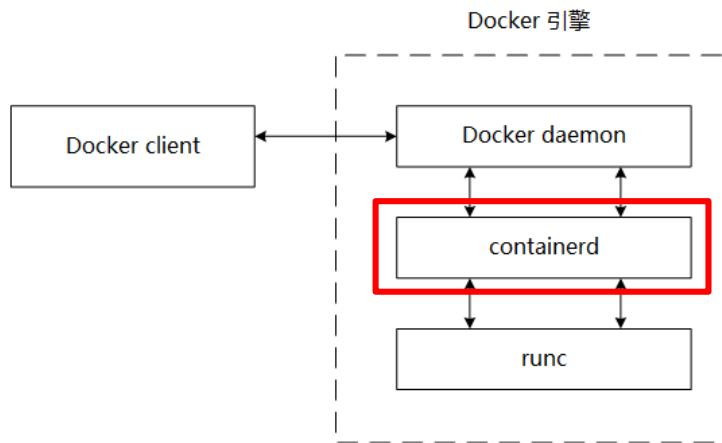 Docker 引擎
Docker client
Docker daemon
containerd
runc